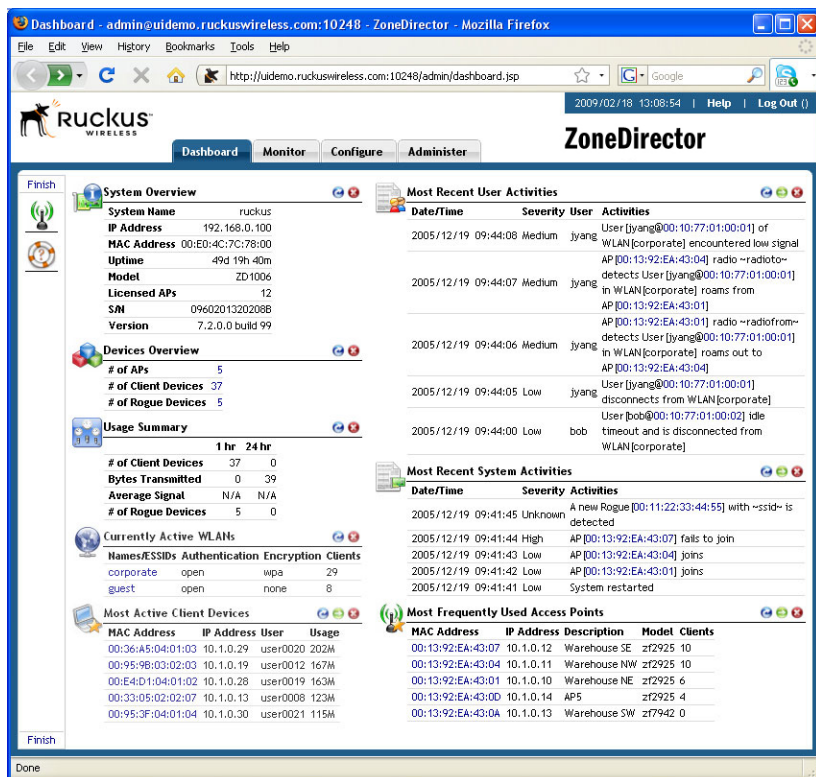 Dashboard - admin@uidemo.ruckuswireless.com:10248 - ZoneDirector - Mozilla Firefox
File Edit View History Bookmarks Tools Help
http://uidemo.ruckuswireless.com:10248/admin/dashboard.jsp
G Google
2009/02/18 13:08:54 | Help | Log Out ()
RUCKUS
WIRELESS
ZoneDirector
Dashboard Monitor Configure Administer
Finish
System Overview
System Name ruckus
IP Address 192.168.0.100
MAC Address 00:E0:4C:7C:78:00
Uptime 49d 19h 40m
Model ZD1006
Licensed APs 12
S/N 0960201320208B
Version 7.2.0.0 build 99
Devices Overview
# of APs 5
# of Client Devices 37
# of Rogue Devices 5
Usage Summary
1 hr 24 hr
# of Client Devices 37 0
Bytes Transmitted 0 39
Average Signal N/A N/A
# of Rogue Devices 5 0
Currently Active WLANs
Names/ESSIDs Authentication Encryption Clients
corporate open wpa 29
guest open none 8
Most Active Client Devices
MAC Address IP Address User Usage
00:36:A5:04:01:03 10.1.0.29 user0020 202M
00:95:9B:03:02:03 10.1.0.19 user0012 167M
00:E4:D1:04:01:02 10.1.0.28 user0019 163M
00:33:05:02:02:07 10.1.0.13 user0008 123M
00:95:3F:04:01:04 10.1.0.30 user0021 115M
Most Recent User Activities
Date/Time Severity User Activities
2005/12/19 09:44:08 Medium jyang User[jyang@00:10:77:01:00:01] of
WLAN[corporate] encountered low signal
2005/12/19 09:44:07 Medium jyang AP[00:13:92:EA:43:04] radio ~radioto~
detects User[jyang@00:10:77:01:00:01]
in WLAN[corporate] roams from
AP[00:13:92:EA:43:01]
2005/12/19 09:44:06 Medium jyang AP[00:13:92:EA:43:01] radio ~radiofrom~
detects User[jyang@00:10:77:01:00:01]
in WLAN[corporate] roams out to
AP[00:13:92:EA:43:04]
2005/12/19 09:44:05 Low jyang User[jyang@00:10:77:01:00:01]
disconnects from WLAN[corporate]
2005/12/19 09:44:00 Low bob User[bob@00:10:77:01:00:02] idle
timeout and is disconnected from
WLAN[corporate]
Most Recent System Activities
Date/Time Severity Activities
2005/12/19 09:41:45 Unknown A new Rogue[00:11:22:33:44:55] with ~ssid~ is
detected
2005/12/19 09:41:44 High AP[00:13:92:EA:43:07] fails to join
2005/12/19 09:41:43 Low AP[00:13:92:EA:43:04] joins
2005/12/19 09:41:42 Low AP[00:13:92:EA:43:01] joins
2005/12/19 09:41:41 Low System restarted
Most Frequently Used Access Points
MAC Address IP Address Description Model Clients
00:13:92:EA:43:07 10.1.0.12 Warehouse SE zf2925 10
00:13:92:EA:43:04 10.1.0.11 Warehouse NW zf2925 10
00:13:92:EA:43:01 10.1.0.10 Warehouse NE zf2925 6
00:13:92:EA:43:0D 10.1.0.14 AP5 zf2925 4
00:13:92:EA:43:0A 10.1.0.13 Warehouse SW zf7942 0
Finish
Done